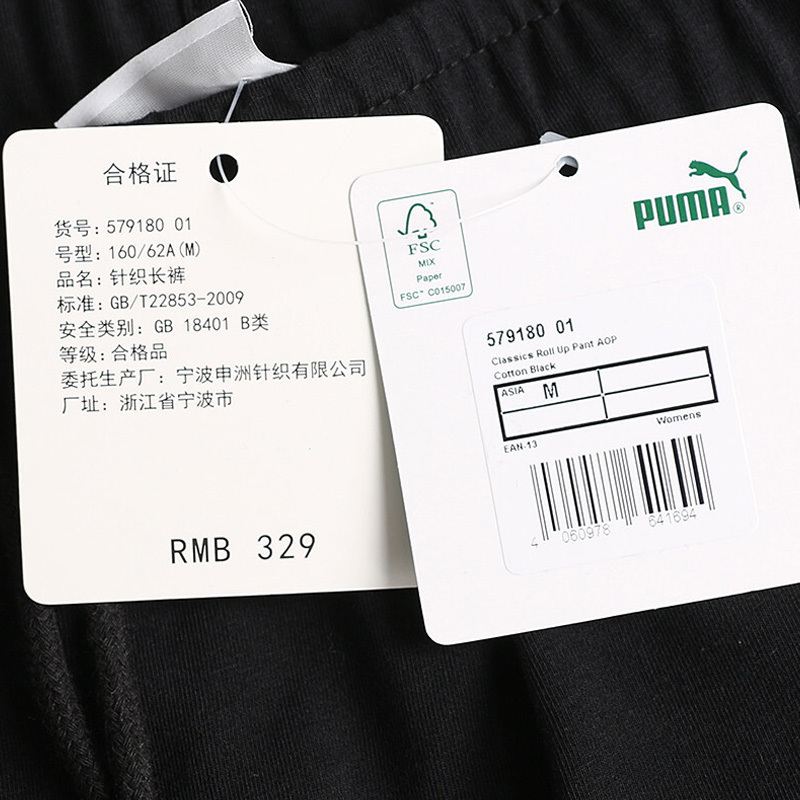 合格证
货号: 579180 01
号型: 160/62A(M)
品名: 针织长裤
标准: GB/T22853-2009
安全类别: GB 18401 B类
等级: 合格品
委托生产厂: 宁波申洲针织有限公司
厂址: 浙江省宁波市
RMB 329
PUMA®
FSC
MIX
Paper
FSC™ C015007
579180 01
Classics Roll Up Pant AOP
Cotton Black
ASIA M
Womens
EAN-13
4 060978 641694